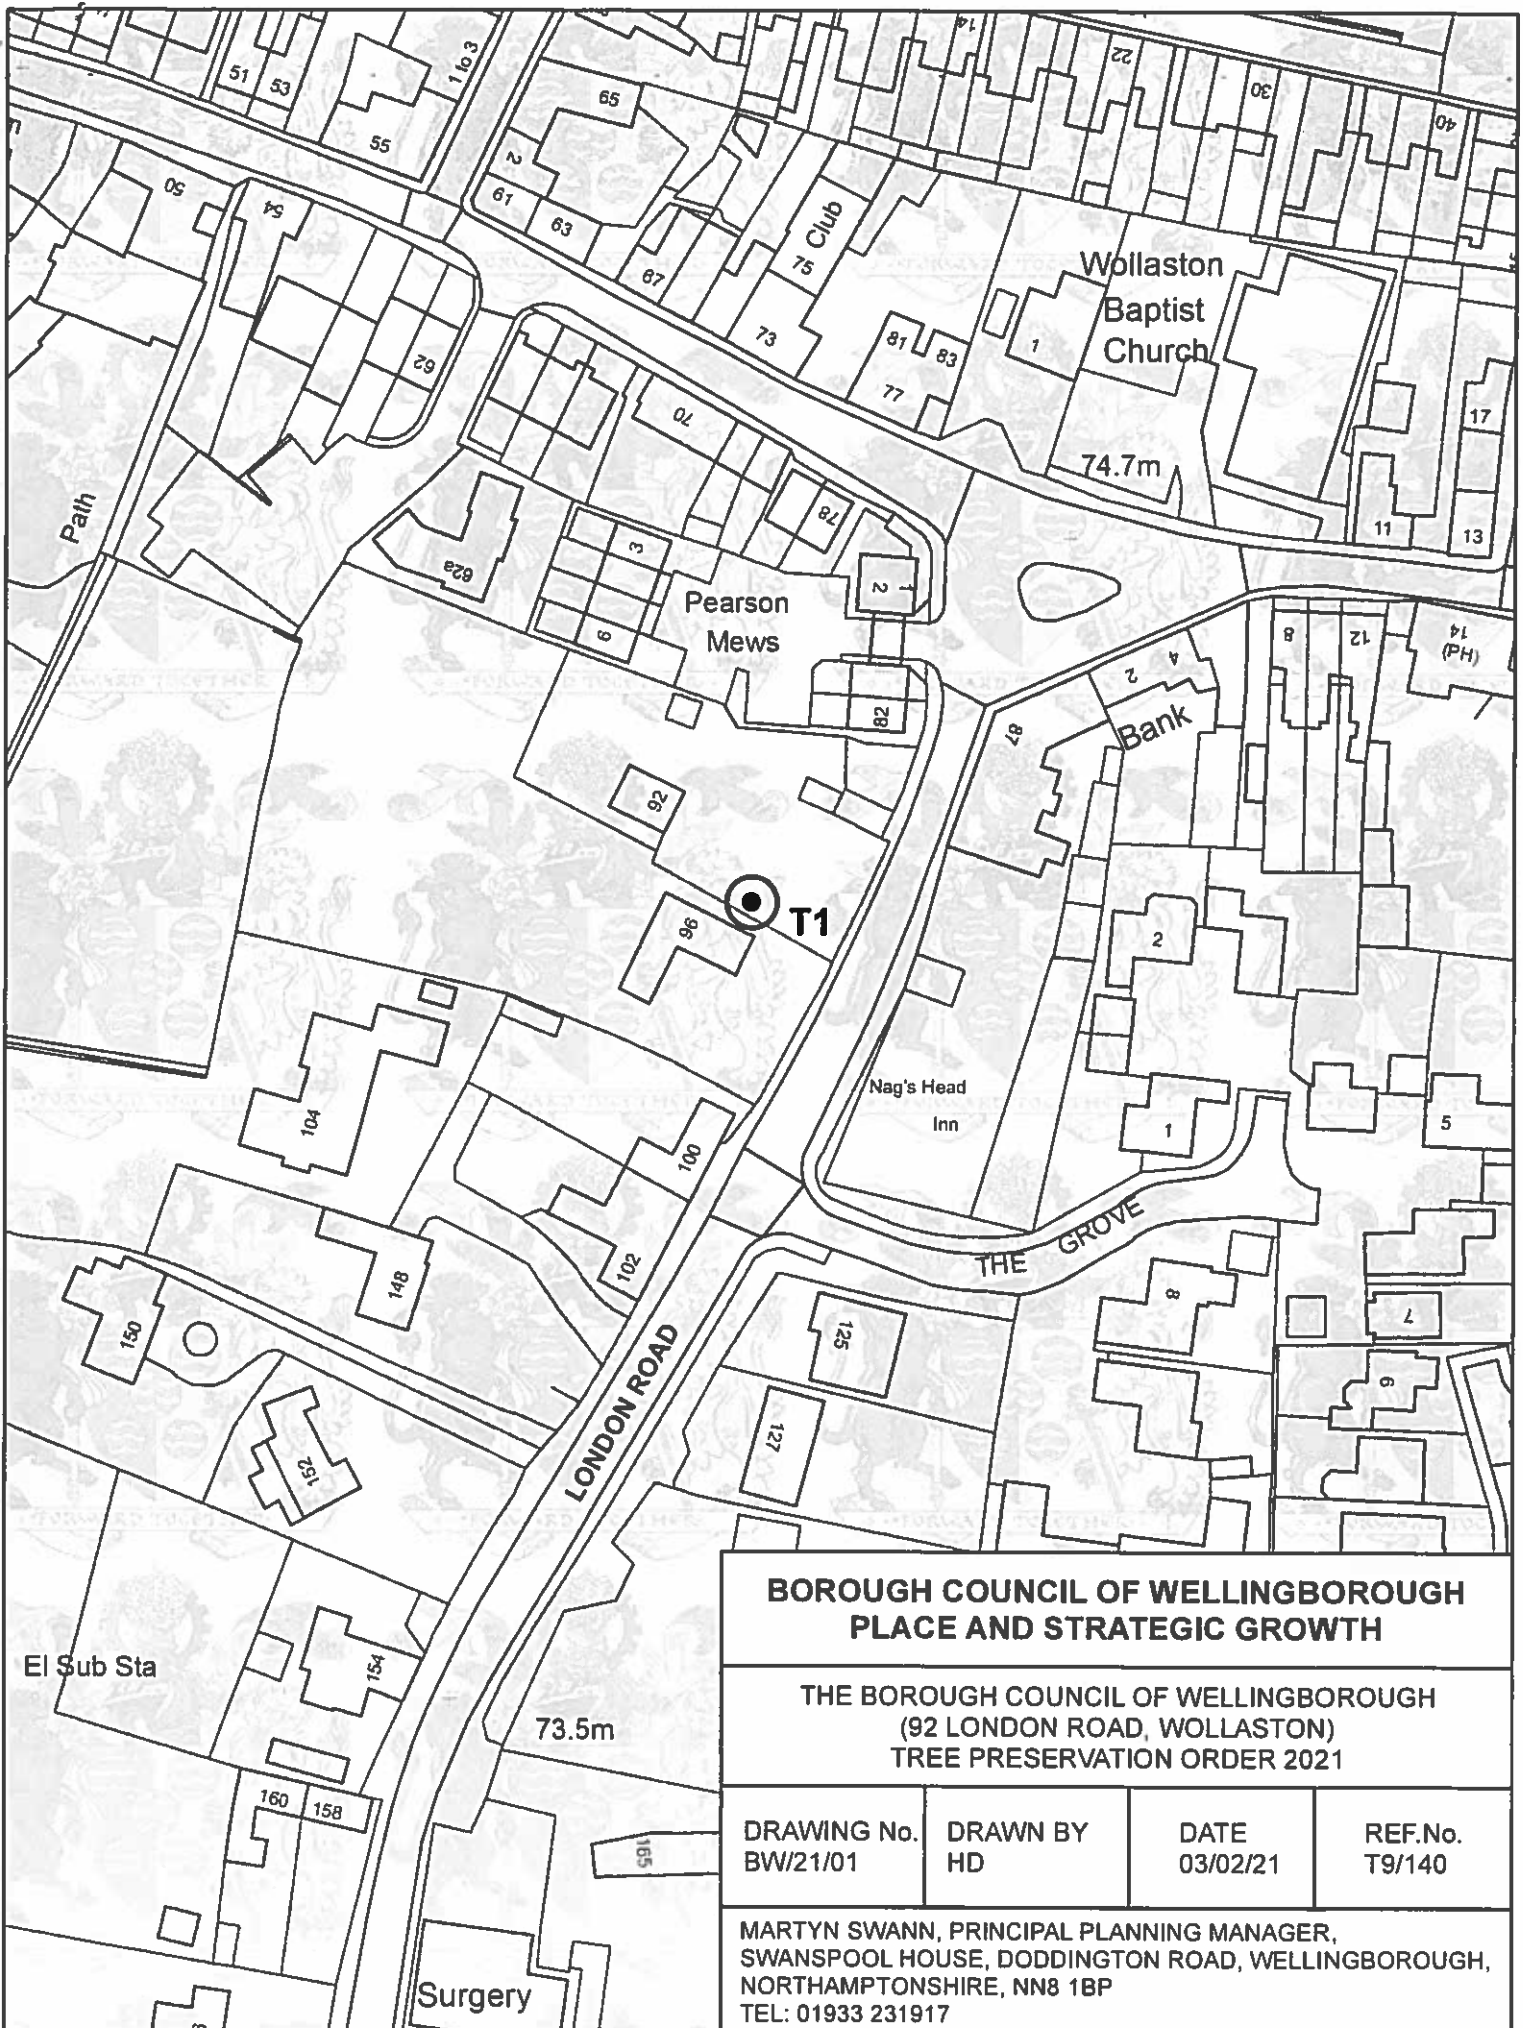 51
53
1 to 3
55
65
14
22
30
40
50
54
2
61
63
67
Club
75
73
81
83
77
1
Wollaston
Baptist
Church
62
70
78
74.7m
17
11
13
Path
62a
3
6
Pearson
Mews
2
1
82
8
12
14
(PH)
2
4
Bank
87
92
96
T1
2
Nag's Head
Inn
1
5
104
100
102
148
150
152
THE GROVE
LONDON ROAD
125
127
8
7
9
El Sub Sta
154
73.5m
160
158
165
Surgery
BOROUGH COUNCIL OF WELLINGBOROUGH
PLACE AND STRATEGIC GROWTH
THE BOROUGH COUNCIL OF WELLINGBOROUGH
(92 LONDON ROAD, WOLLASTON)
TREE PRESERVATION ORDER 2021
DRAWING No.
BW/21/01
DRAWN BY
HD
DATE
03/02/21
REF.No.
T9/140
MARTYN SWANN, PRINCIPAL PLANNING MANAGER,
SWANSPOOL HOUSE, DODDINGTON ROAD, WELLINGBOROUGH,
NORTHAMPTONSHIRE, NN8 1BP
TEL: 01933 231917